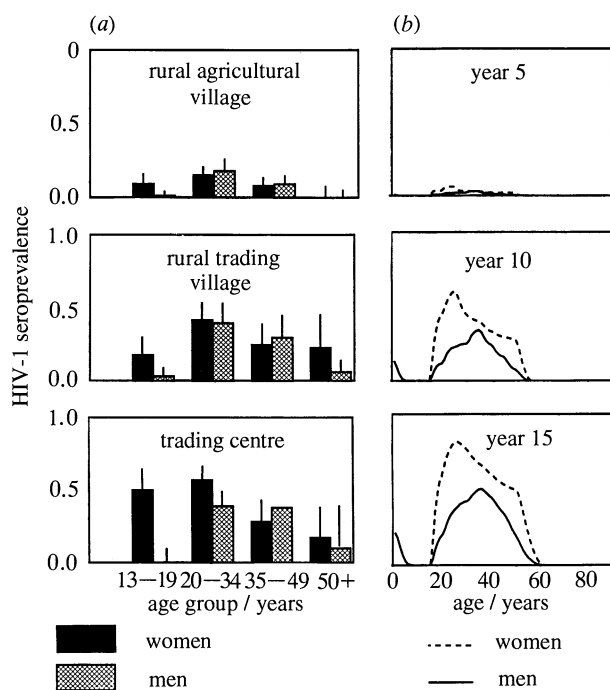 (a)
(b)
HIV-1 seroprevalence
0
0.5
0.0
rural agricultural
village
year 5
1.0
0.5
0.0
rural trading
village
year 10
1.0
0.5
0.0
trading centre
year 15
13—19 20—34 35—49 50+
age group / years
0 20 40 60 80
age / years
women
men
women
men